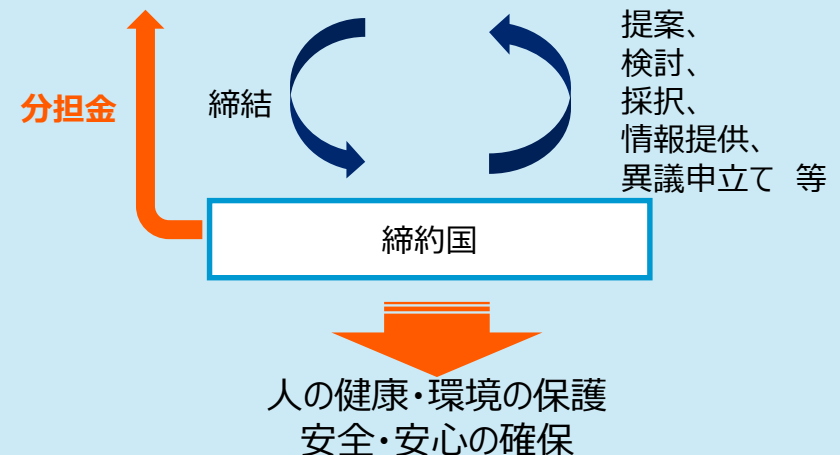 分担金
締結
提案、
検討、
採択、
情報提供、
異議申立て 等
締約国
人の健康・環境の保護
安全・安心の確保